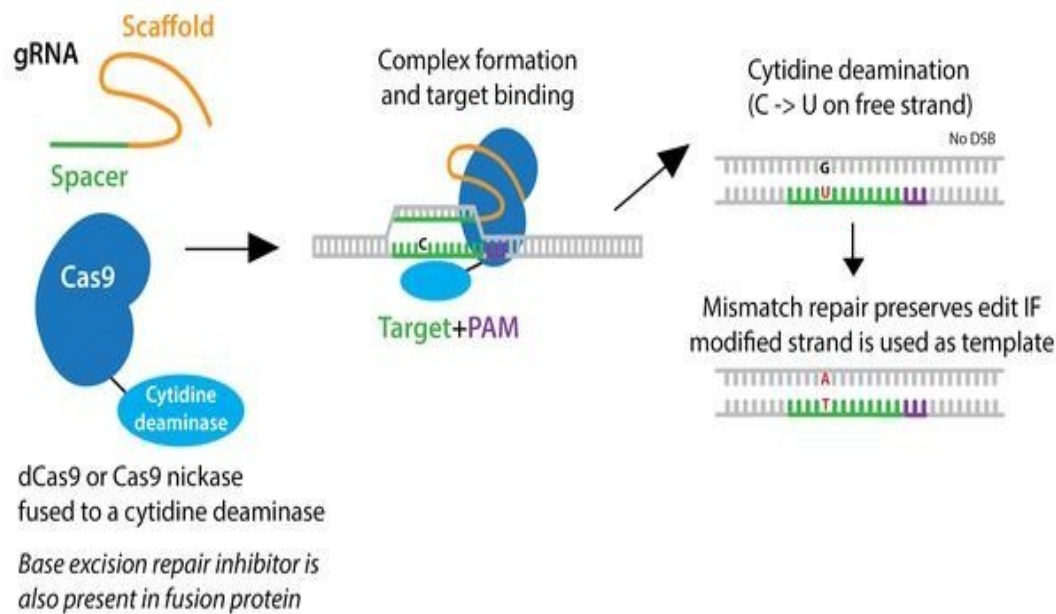 gRNA
Scaffold
Spacer
Cas9
Cytidine
deaminase
dCas9 or Cas9 nickase
fused to a cytidine deaminase
Base excision repair inhibitor is
also present in fusion protein
Complex formation
and target binding
C
Target+PAM
Cytidine deamination
(C -> U on free strand)
No DSB
G
U
Mismatch repair preserves edit IF
modified strand is used as template
A
T